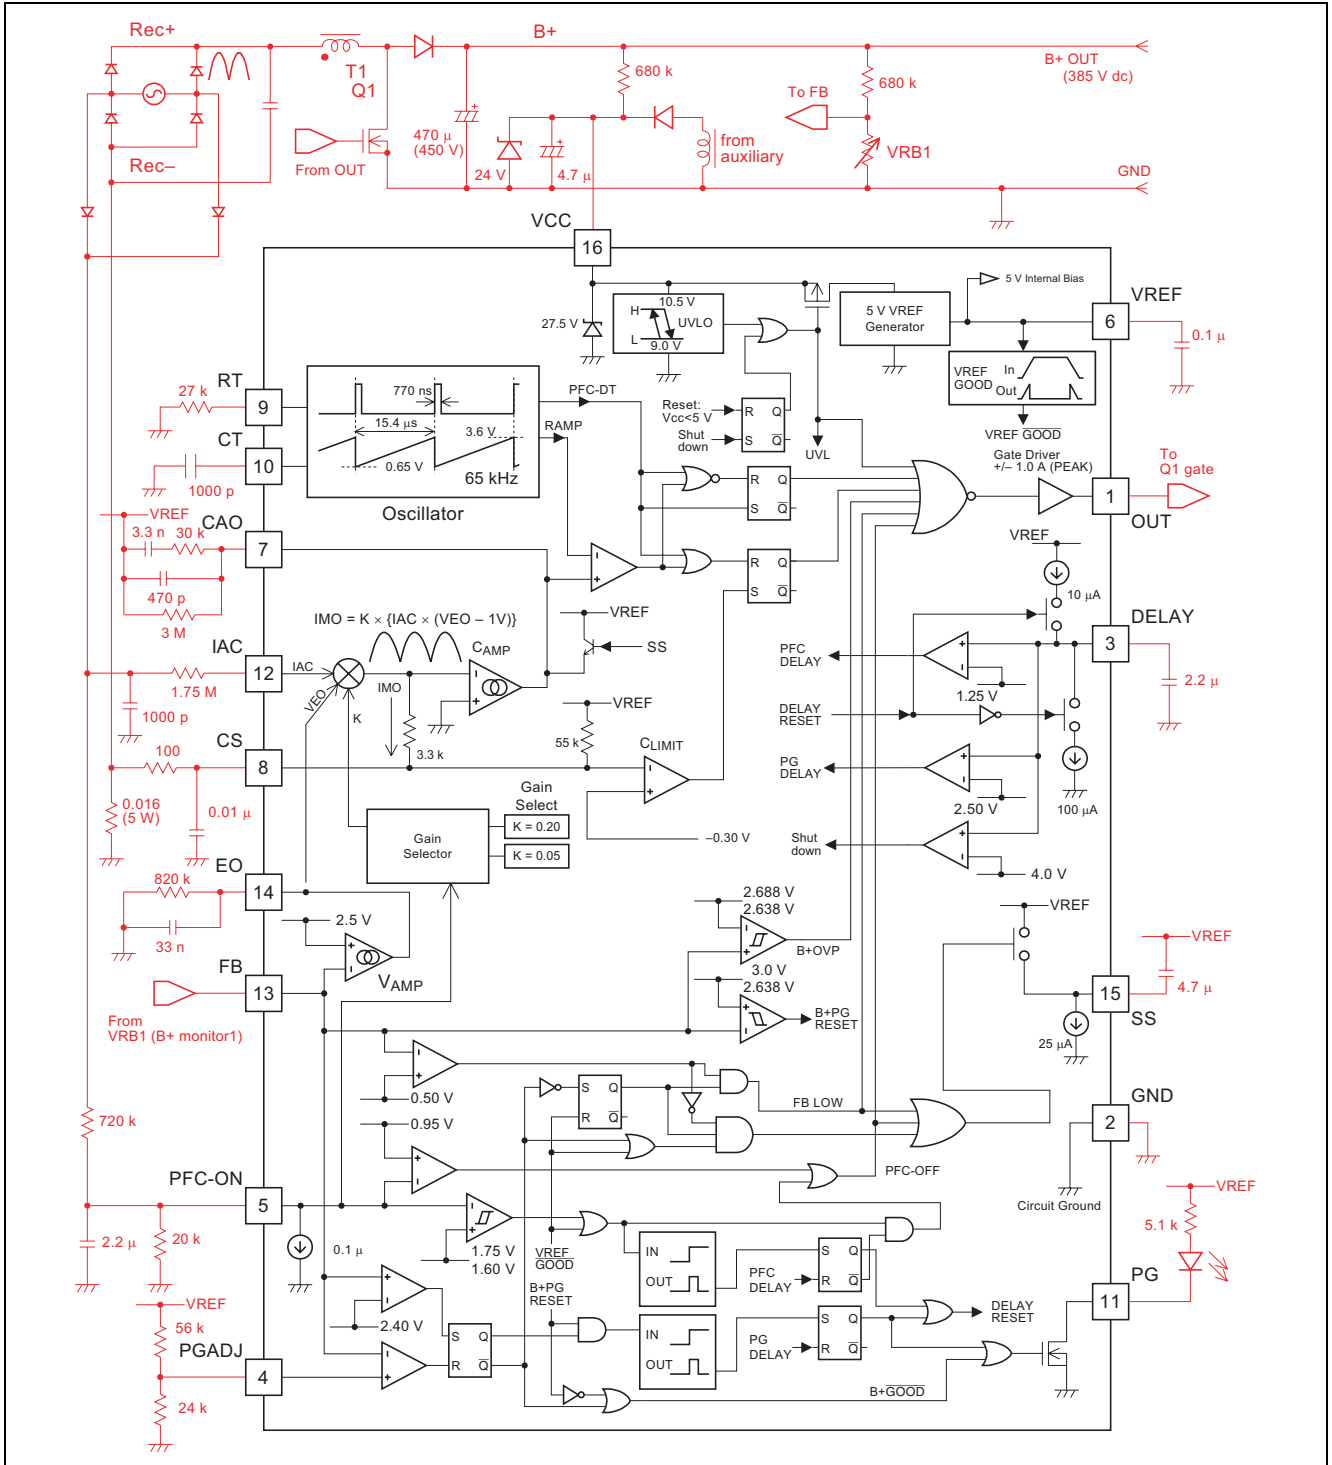 Rec+
B+
T1
Q1
680 k
To FB
680 k
B+ OUT
(385 V dc)
From OUT
470 μ
(450 V)
+
24 V
+
4.7 μ
from
auxiliary
VRB1
Rec–
GND
VCC
16
27.5 V
10.5 V
H
UVLO
L
9.0 V
5 V VREF
Generator
5 V Internal Bias
VREF
6
0.1 μ
VREF
GOOD
In
Out
VREF GOOD
RT
9
27 k
CT
10
1000 p
770 ns
15.4 μs
3.6 V
0.65 V
65 kHz
Oscillator
PFC-DT
RAMP
Reset:
Vcc<5 V
Shut
down
R Q
S Q
UVL
Gate Driver
+/– 1.0 A (PEAK)
To
Q1 gate
1
OUT
R Q
S Q
R Q
S Q
VREF
CAO
7
3.3 n
30 k
470 p
3 M
IMO = K × {IAC × (VEO – 1V)}
CAMP
VREF
SS
IAC
12
IAC
1.75 M
1000 p
VEO
K
IMO
3.3 k
VREF
55 k
CLIMIT
–0.30 V
CS
8
100
0.016
(5 W)
0.01 μ
Gain
Selector
Gain
Select
K = 0.20
K = 0.05
VREF
10 μA
DELAY
3
2.2 μ
PFC
DELAY
1.25 V
DELAY
RESET
PG
DELAY
2.50 V
100 μA
Shut
down
4.0 V
EO
14
820 k
33 n
2.5 V
VAMP
FB
13
From
VRB1 (B+ monitor1)
2.688 V
2.638 V
B+OVP
3.0 V
2.638 V
B+PG
RESET
VREF
VREF
15
SS
4.7 μ
25 μA
0.50 V
S Q
R Q
FB LOW
0.95 V
PFC-OFF
GND
2
Circuit Ground
720 k
PFC-ON
5
2.2 μ
20 k
0.1 μ
1.75 V
1.60 V
VREF
GOOD
IN
OUT
PFC
DELAY
S Q
R Q
VREF
5.1 k
PG
11
B+PG
RESET
2.40 V
S Q
R Q
IN
OUT
PG
DELAY
S Q
R Q
DELAY
RESET
B+GOOD
VREF
56 k
PGADJ
4
24 k